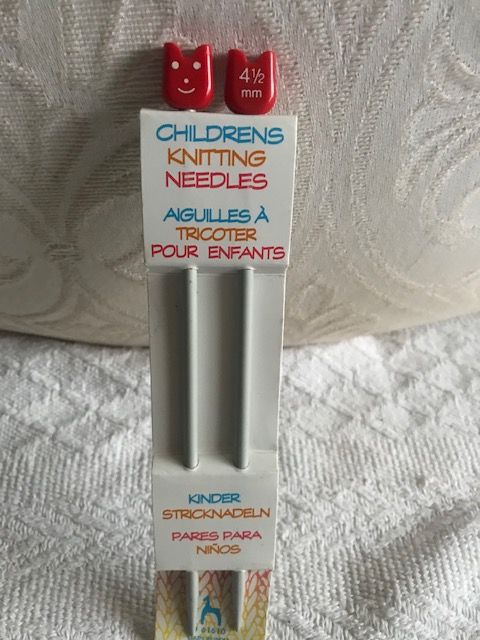 4½
mm
CHILDRENS
KNITTING
NEEDLES
AIGUILLES À
TRICOTER
POUR ENFANTS
KINDER
STRICKNADELN
PARES PARA
NIÑOS